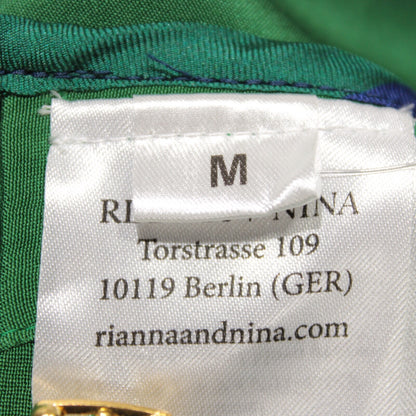 M
NINA
Torstrasse 109
10119 Berlin (GER)
riannaandnina.com